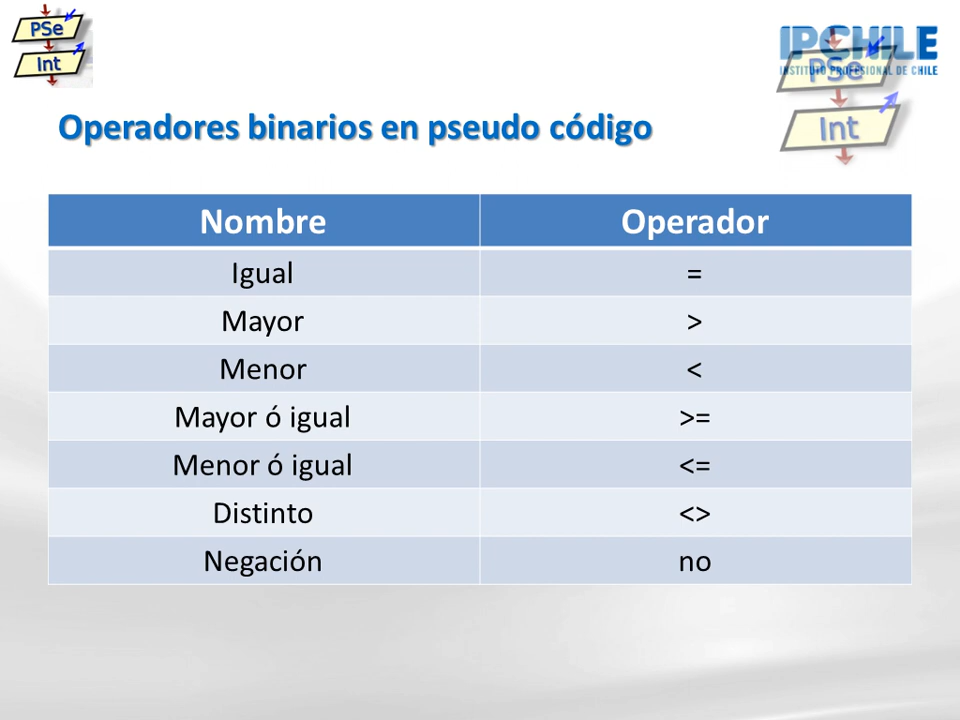 PSe
Int
IPCHILE
INSTITUTO PROFESIONAL DE CHILE
PSe
Int
Operadores binarios en pseudo código
Nombre Operador
Igual =
Mayor >
Menor <
Mayor ó igual >=
Menor ó igual <=
Distinto <>
Negación no